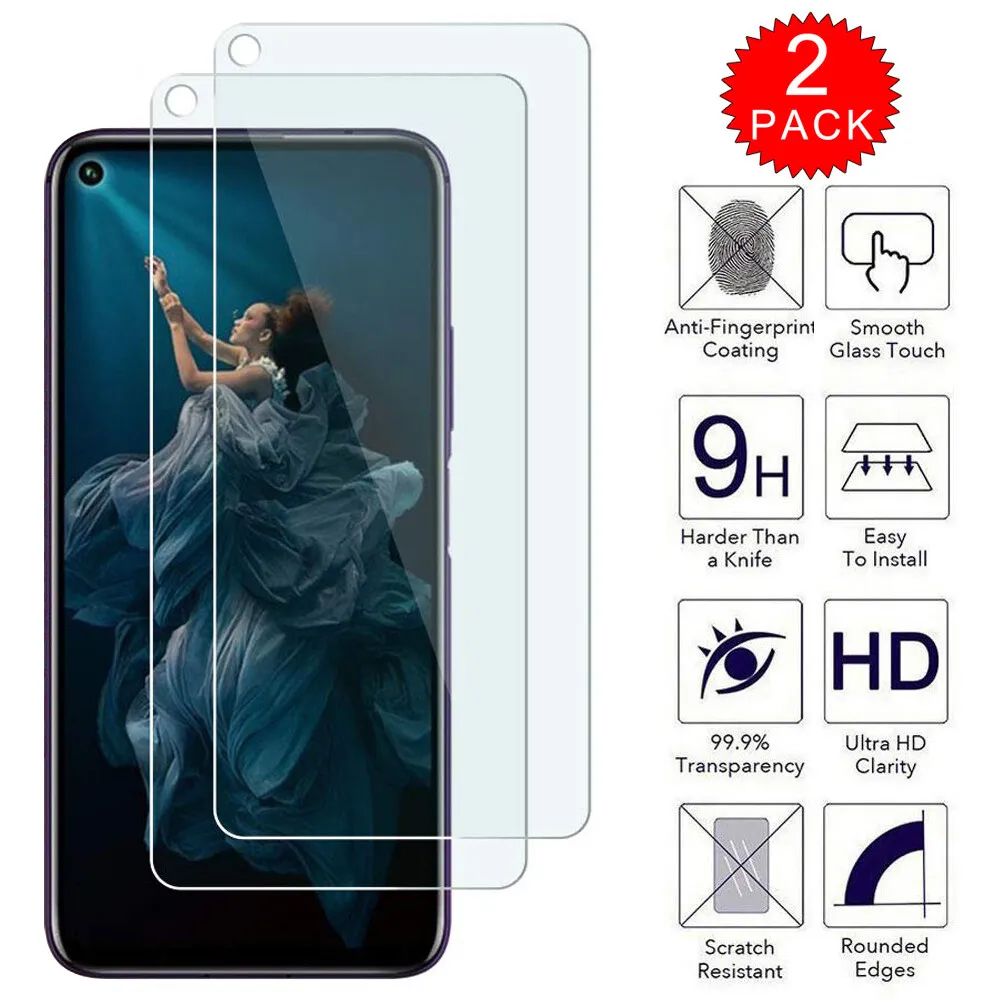 2
PACK
Anti-Fingerprint
Coating
Smooth
Glass Touch
9H
Harder Than
a Knife
Easy
To Install
99.9%
Transparency
HD
Ultra HD
Clarity
Scratch
Resistant
Rounded
Edges